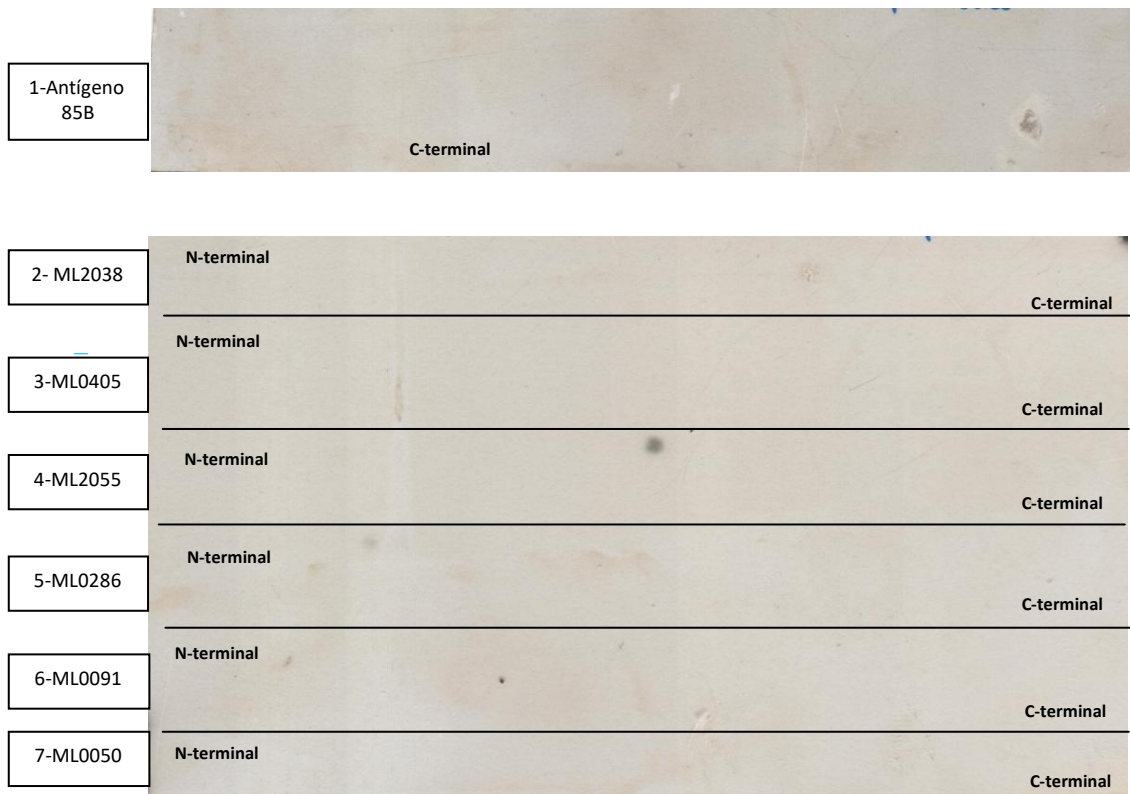 1-Antígeno
85B
C-terminal
2- ML2038
N-terminal
C-terminal
3-ML0405
N-terminal
C-terminal
4-ML2055
N-terminal
C-terminal
5-ML0286
N-terminal
C-terminal
6-ML0091
N-terminal
C-terminal
7-ML0050
N-terminal
C-terminal